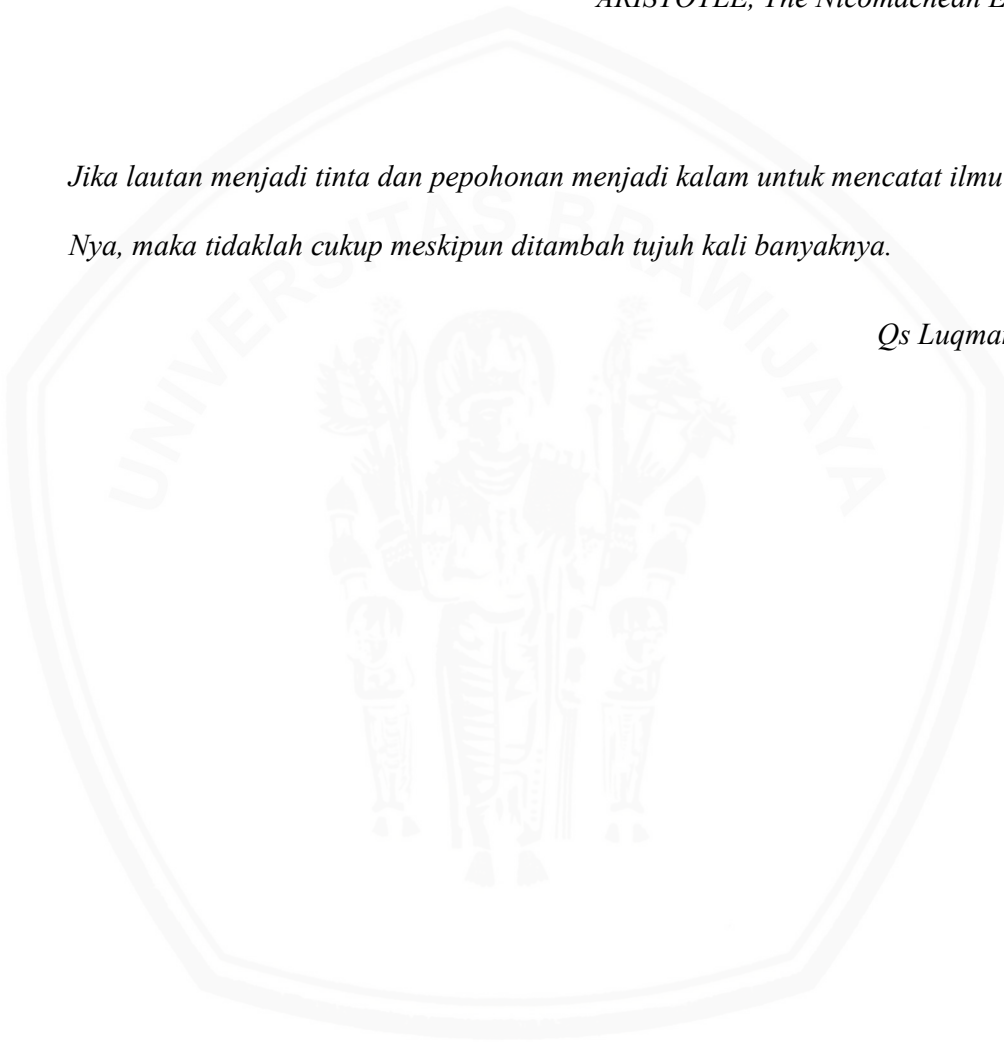 ARISTOTLE, The Nicomachean
Jika lautan menjadi tinta dan pepohonan menjadi kalam untuk mencatat ilmu
Nya, maka tidaklah cukup meskipun ditambah tujuh kali banyaknya.
Qs
UNIVERSITAS BRAWIJAYA